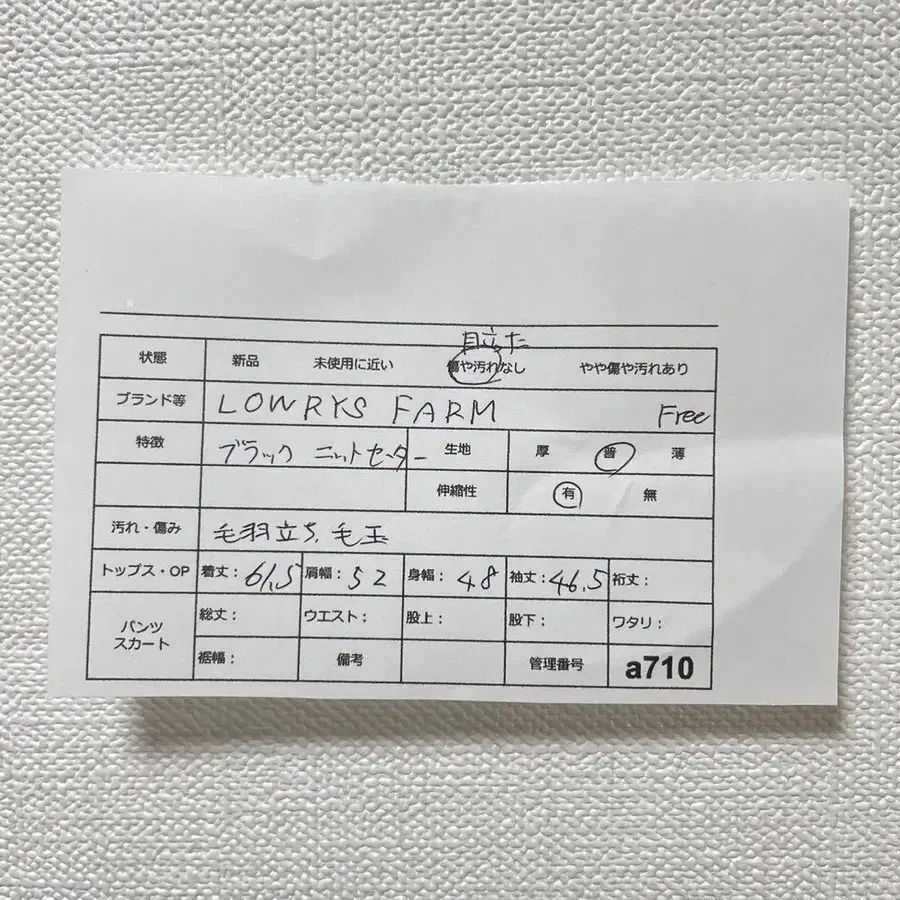 目立た
状態 新品 未使用に近い 傷や汚れなし やや傷や汚れあり
ブランド等 LOWRYS FARM Free
特徴 ブラック ニットセーター 生地 厚 普 薄
伸縮性 有 無
汚れ・傷み 毛羽立ち、毛玉
トップス・OP 着丈: 61.5 肩幅: 52 身幅: 48 袖丈: 46.5 裄丈:
パンツ スカート 総丈: ウエスト: 股上: 股下: ワタリ:
裾幅: 備考 管理番号 a710